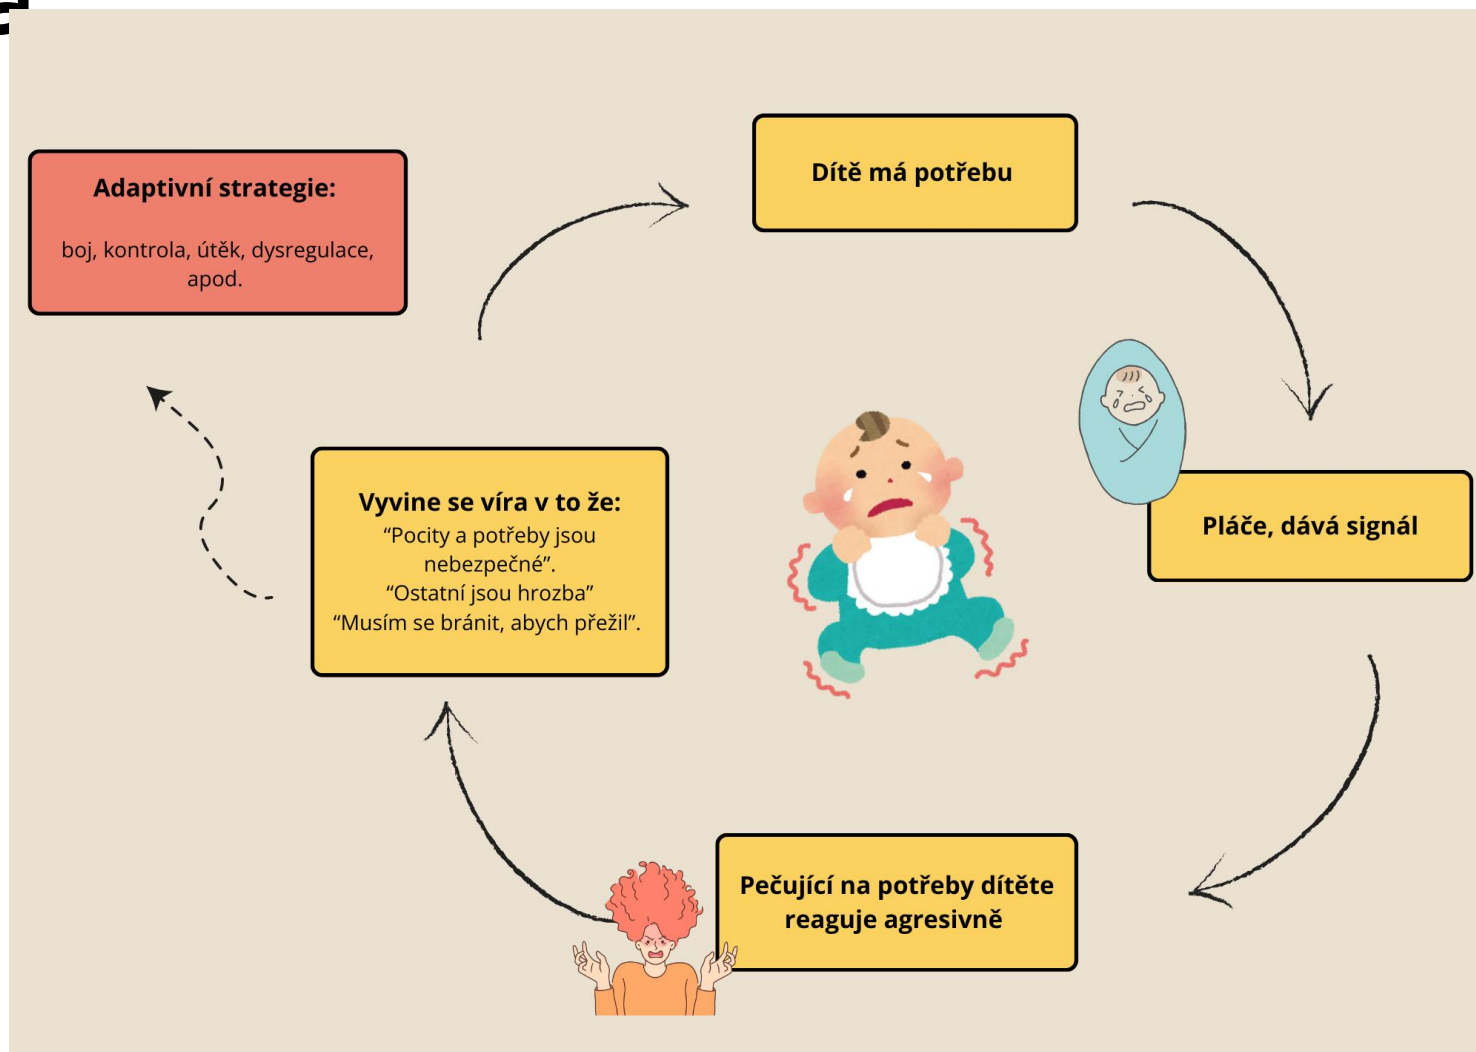 Dítě má potřebu
Adaptivní strategie:
boj, kontrola, útěk, dysregulace,
apod.
Pláče, dává signál
Vyvine se víra v to že:
“Pocity a potřeby jsou
nebezpečné”.
“Ostatní jsou hrozba”
“Musím se bránit, abych přežil”.
Pečující na potřeby dítěte
reaguje agresivně